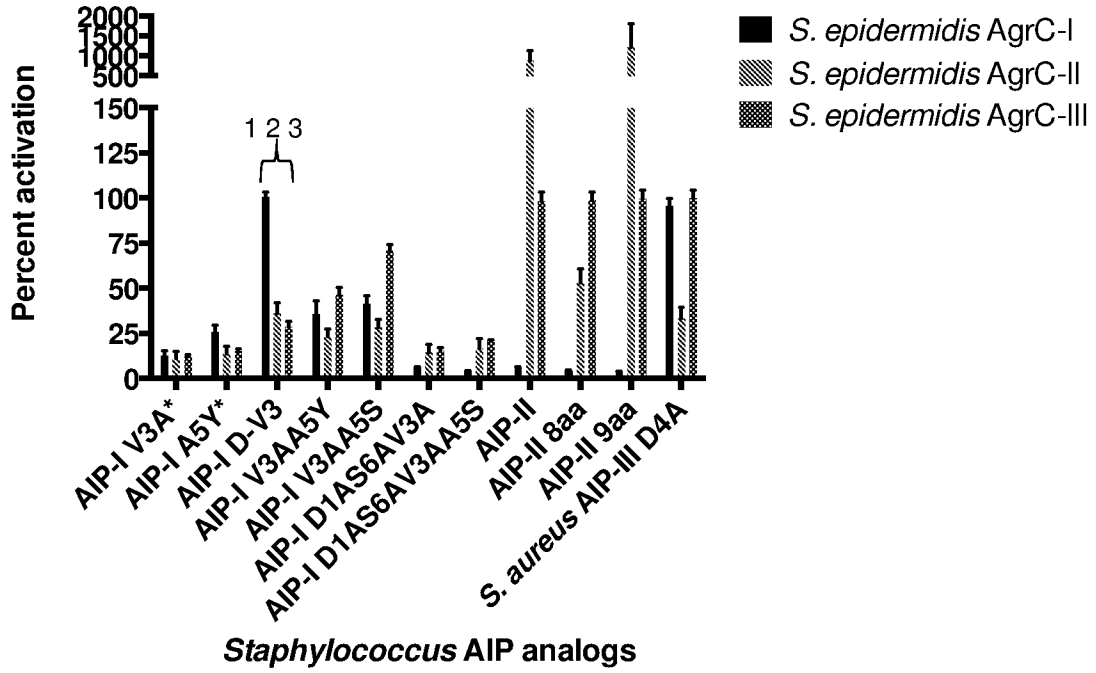 2000
1500
1000
500
150
125
100
75
50
25
0
Percent activation
1 2 3
S. epidermidis AgrC-I
S. epidermidis AgrC-II
S. epidermidis AgrC-III
AIP-I V3A*
AIP-I A5Y*
AIP-I D-V3
AIP-I V3AA5Y
AIP-I V3AA5S
AIP-I D1AS6AV3A
AIP-I D1AS6AV3AA5S
AIP-II
AIP-II 8aa
AIP-II 9aa
S. aureus AIP-III D4A
Staphylococcus AIP analogs